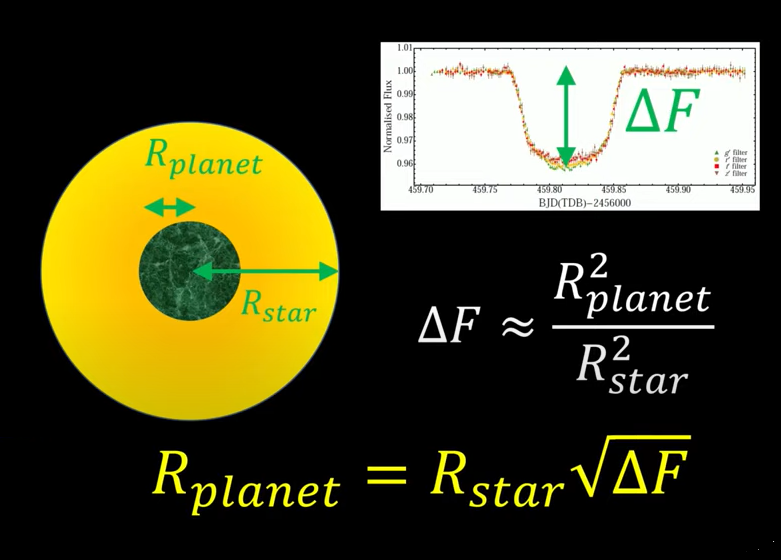 R_planet
R_star
1.01
1.00
0.99
0.98
0.97
0.96
Normalised Flux
ΔF
g' filter
r' filter
i' filter
z' filter
459.70 459.75 459.80 459.85 459.90 459.95
BJD(TDB)−2456000
ΔF ≈ R²_planet / R²_star
R_planet = R_star √ΔF